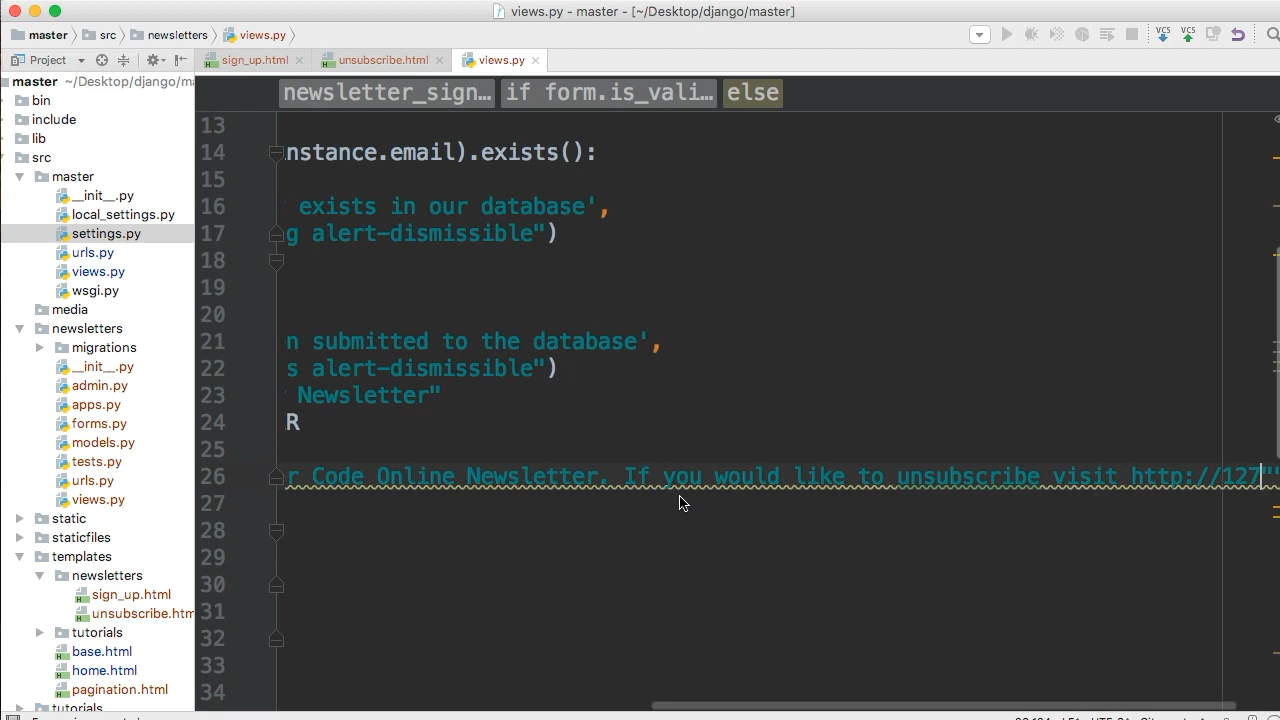 views.py - master - [~/Desktop/django/master]
master src newsletters views.py
VCS VCS
Project
sign_up.html unsubscribe.html views.py
master ~/Desktop/django/ma
bin
include
lib
src
master
__init__.py
local_settings.py
settings.py
urls.py
views.py
wsgi.py
media
newsletters
migrations
__init__.py
admin.py
apps.py
forms.py
models.py
tests.py
urls.py
views.py
static
staticfiles
templates
newsletters
sign_up.html
unsubscribe.htm
tutorials
base.html
home.html
pagination.html
tutorials
newsletter_sign… if form.is_vali… else
13
14 nstance.email).exists():
15
16 exists in our database',
17 g alert-dismissible")
18
19
20
21 n submitted to the database',
22 s alert-dismissible")
23 Newsletter"
24 R
25
26 r Code Online Newsletter. If you would like to unsubscribe visit http://127""
27
28
29
30
31
32
33
34